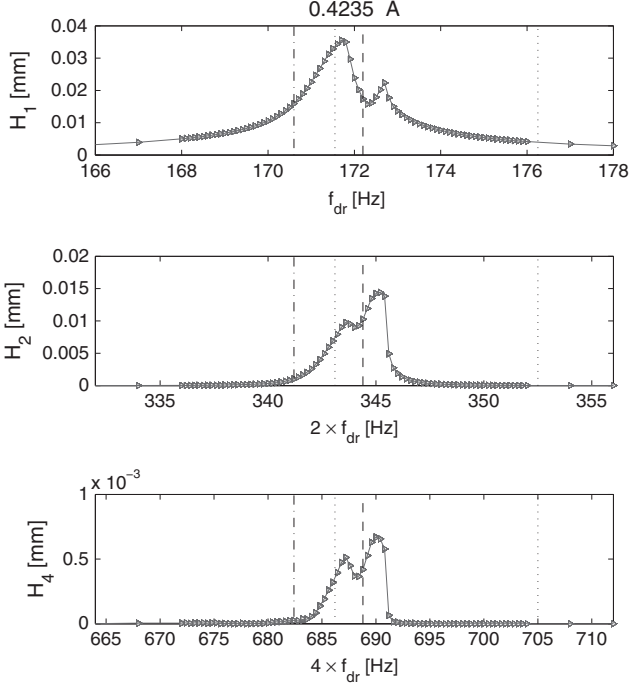 0.4235 A
0.04
0.03
0.02
0.01
0
H1 [mm]
166 168 170 172 174 176 178
fdr [Hz]
0.02
0.015
0.01
0.005
0
H2 [mm]
335 340 345 350 355
2 × fdr [Hz]
1 x 10−3
0.5
0
H4 [mm]
665 670 675 680 685 690 695 700 705 710
4 × fdr [Hz]